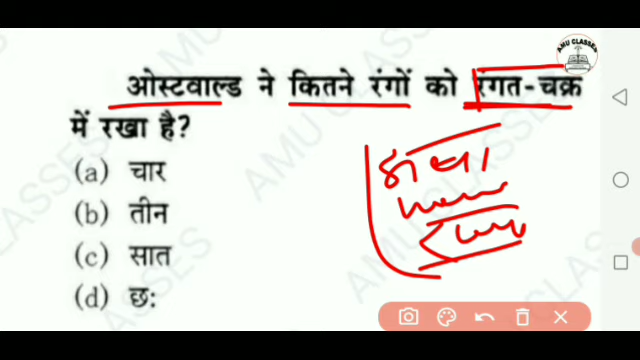 AMU CLASSES
ओस्टवाल्ड ने कितने रंगों को रंगत-चक्र
में रखा है?
(a) चार
(b) तीन
(c) सात
(d) छः